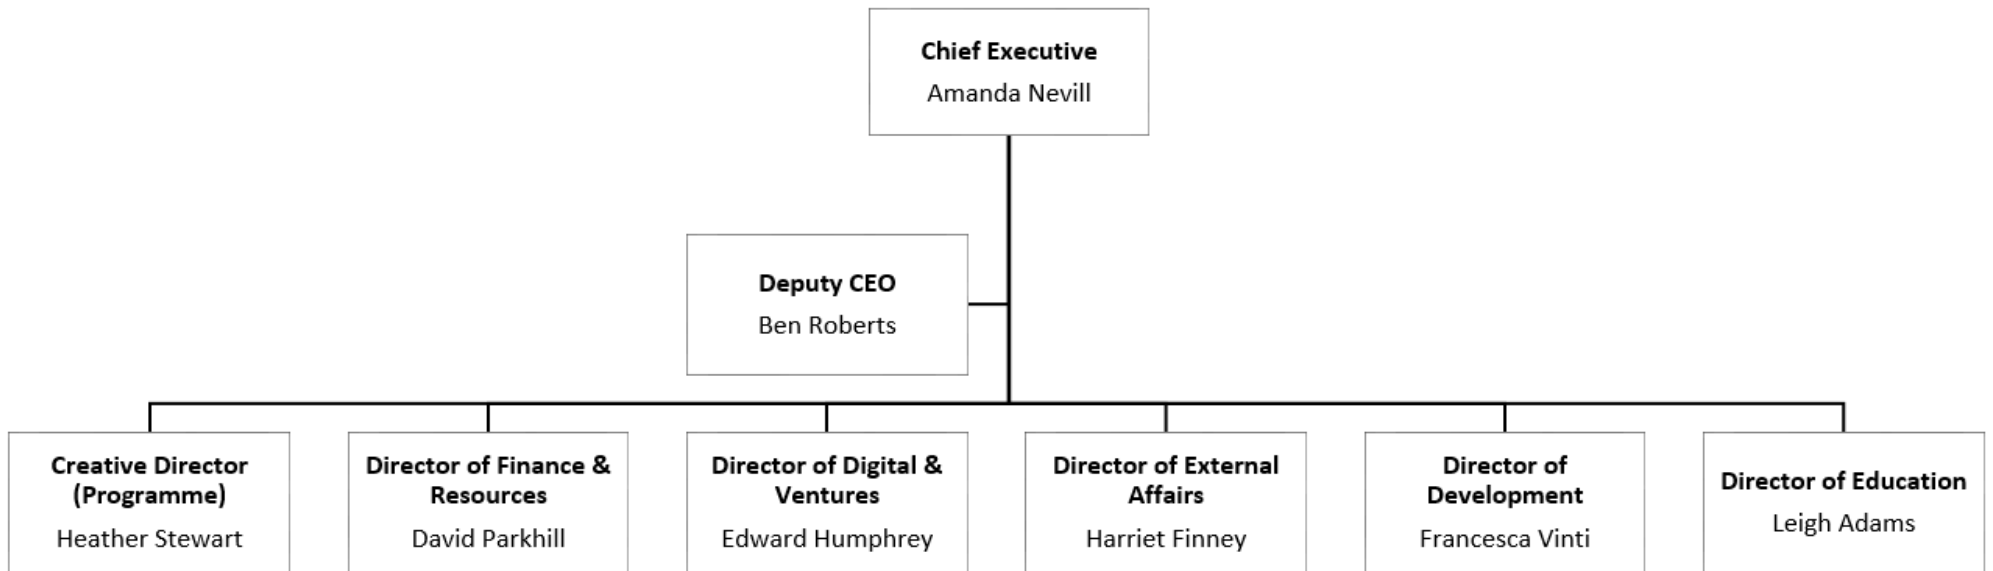 Chief Executive
Amanda Nevill
Deputy CEO
Ben Roberts
Creative Director
(Programme)
Heather Stewart
Director of Finance &
Resources
David Parkhill
Director of Digital &
Ventures
Edward Humphrey
Director of External
Affairs
Harriet Finney
Director of
Development
Francesca Vinti
Director of Education
Leigh Adams